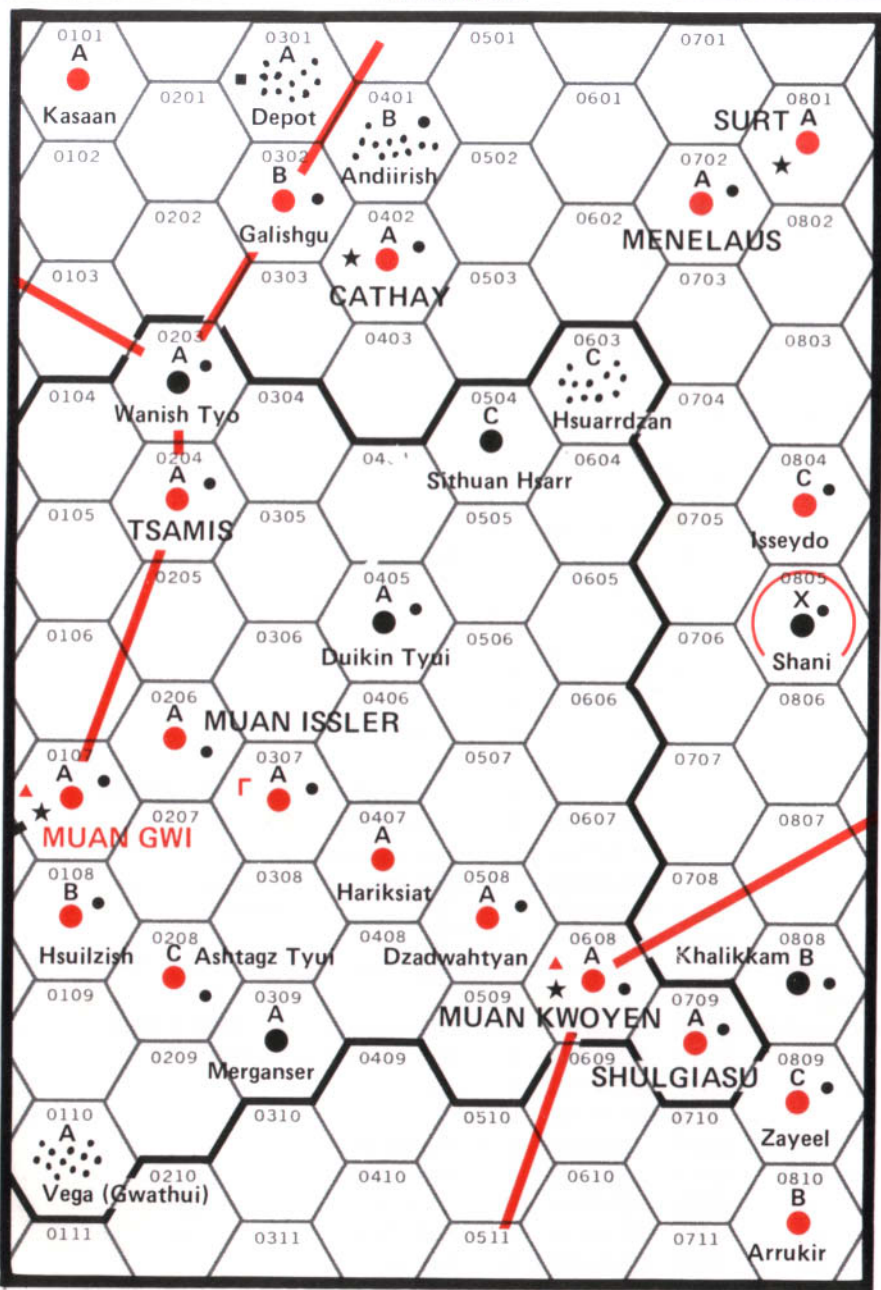 0101
A
Kasaan
0301
A
Depot
0501
0701
0201
0401
B
Andiirish
0601
0801
A
SURT
0102
0302
B
Galishgu
0502
0702
A
MENELAUS
0202
0402
A
CATHAY
0602
0802
0103
0303
0503
0703
0203
A
Wanish Tyo
0403
0603
C
Hsuarrdzan
0803
0104
0304
0504
C
Sithuan Hsarr
0704
0204
A
TSAMIS
0604
0804
C
Isseydo
0105
0305
0505
0705
0205
0405
A
Duikin Tyui
0605
0805
X
Shani
0106
0306
0506
0706
0206
A
MUAN ISSLER
0406
0606
0806
0107
A
MUAN GWI
0307
A
0507
0707
0207
0407
A
Hariksiat
0607
0807
0108
B
Hsuilzish
0308
0508
A
Dzadwahtyan
0708
0208
C
Ashtagz Tyui
0408
0608
A
MUAN KWOYEN
0808
Khalikkam B
0109
0309
A
Merganser
0509
0709
A
SHULGIASU
0209
0409
0609
0809
C
Zayeel
0110
A
Vega (Gwathui)
0310
0510
0710
0210
0410
0610
0810
B
Arrukir
0111
0311
0511
0711